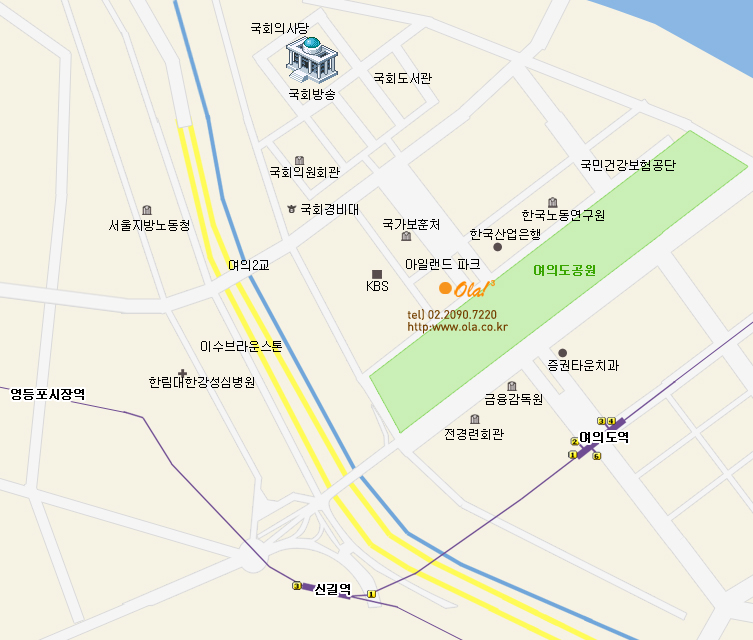 국회의사당
국회방송
국회도서관
국회의원회관
국민건강보험공단
서울지방노동청
국회경비대
국가보훈처
한국노동연구원
한국산업은행
여의2교
아일랜드 파크
여의도공원
KBS
Ola! 3
tel) 02.2090.7220
http:www.ola.co.kr
이수브라운스톤
한림대한강성심병원
영등포시장역
증권타운치과
금융감독원
전경련회관
3 4
여의도역
2
1 6
3
신길역
1